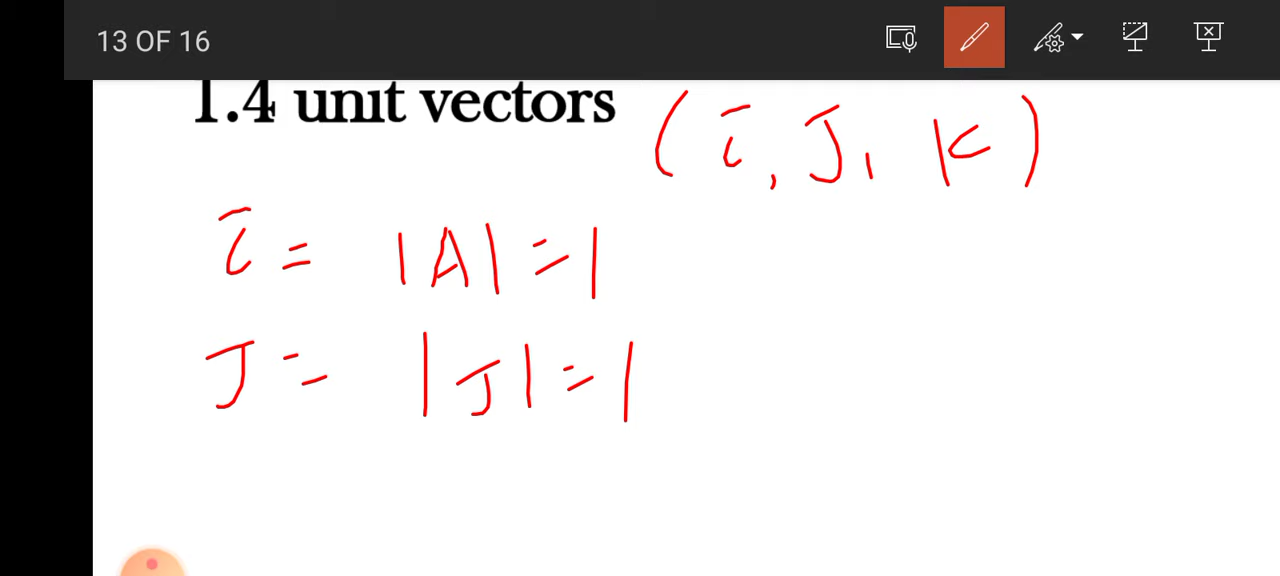 13 OF 16
1.4 unit vectors (i, J, K)
i = |A| = 1
J = |J| = 1